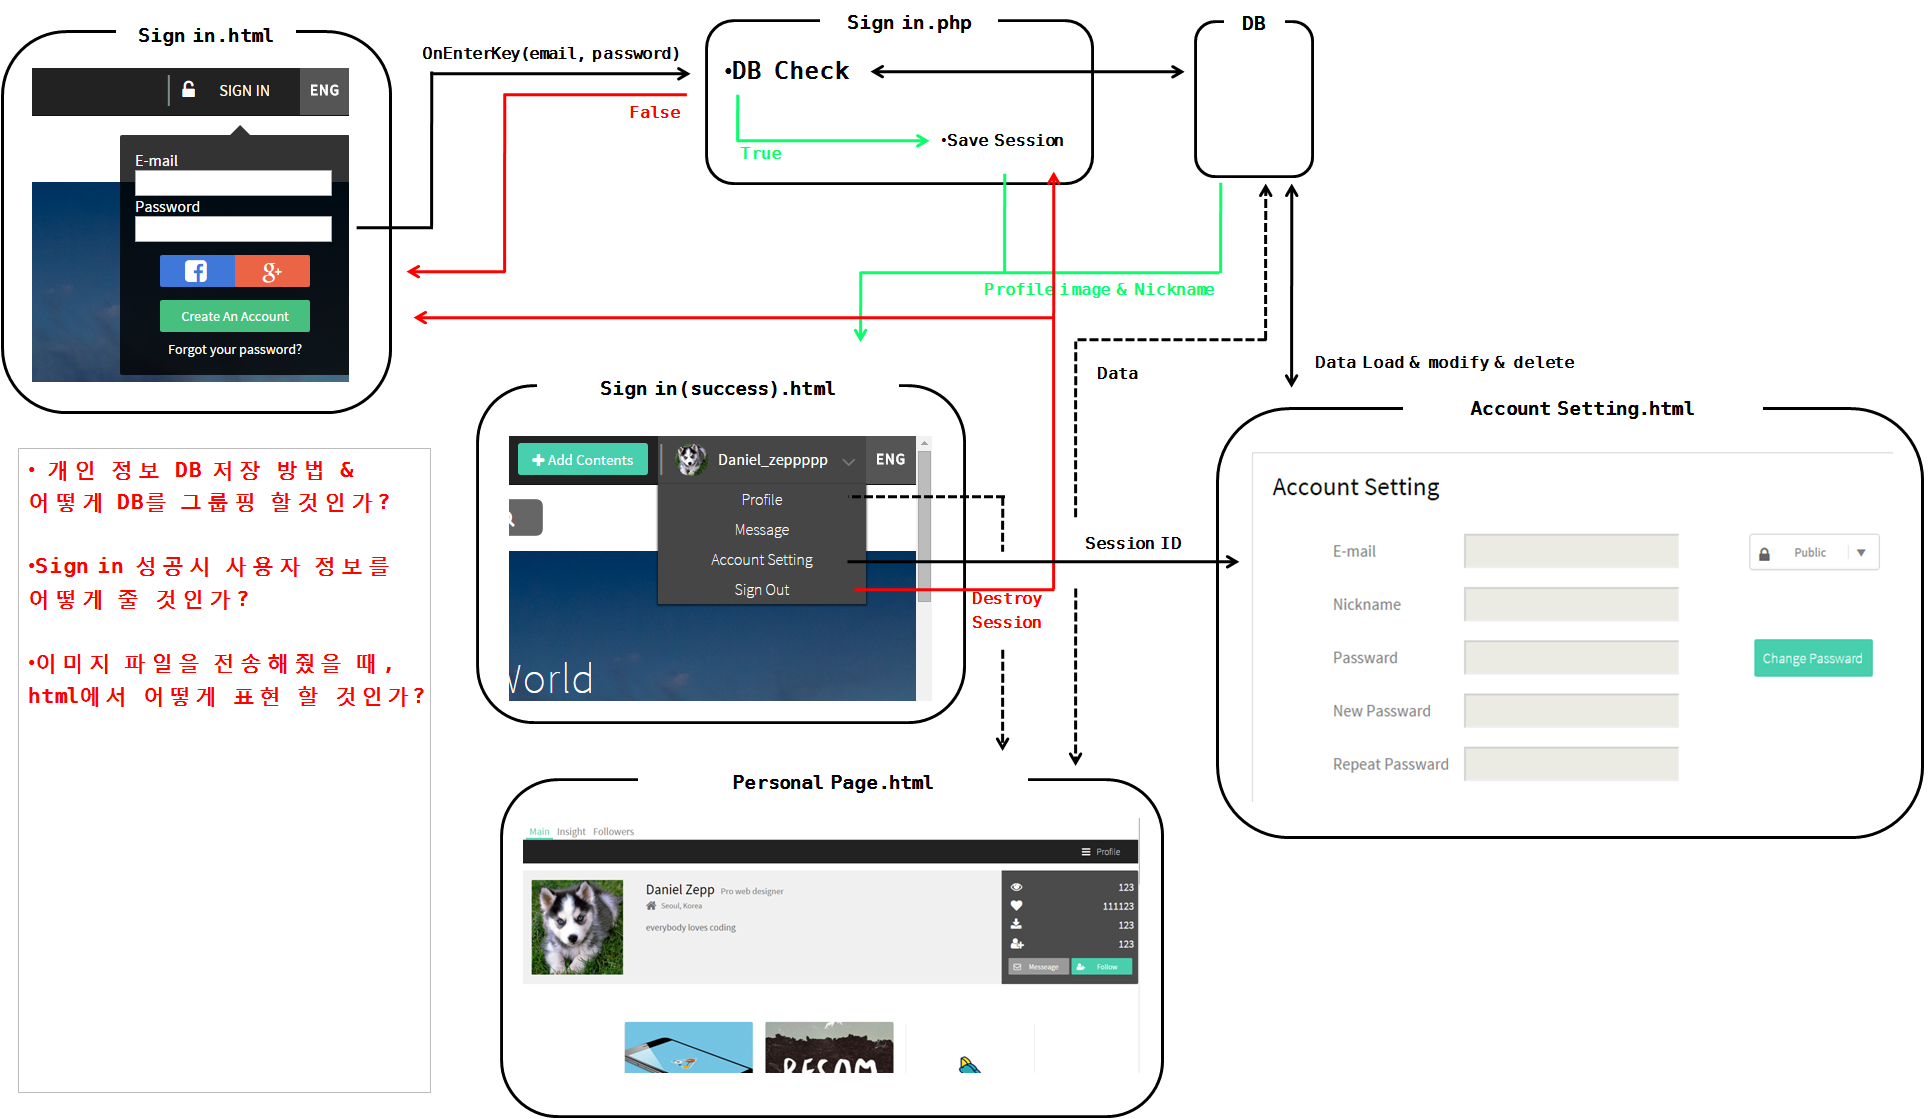 Sign in.html
SIGN IN
ENG
E-mail
Password
g+
Create An Account
Forgot your password?
OnEnterKey(email, password)
False
Sign in.php
•DB Check
True
•Save Session
DB
Profile image & Nickname
Data
Data Load & modify & delete
• 개인 정보 DB 저장 방법 &
어떻게 DB를 그룹핑 할것인가?
•Sign in 성공시 사용자 정보를
어떻게 줄 것인가?
•이미지 파일을 전송해줬을 때,
html에서 어떻게 표현 할 것인가?
Sign in(success).html
Add Contents
Daniel_zeppppp
ENG
Profile
Message
Account Setting
Sign Out
World
Session ID
Destroy
Session
Account Setting.html
Account Setting
E-mail
Public
Nickname
Password
Change Password
New Password
Repeat Password
Personal Page.html
Main Insight Followers
Profile
Daniel Zepp Pro web designer
Seoul, Korea
everybody loves coding
123
111123
123
123
Messeage
Follow